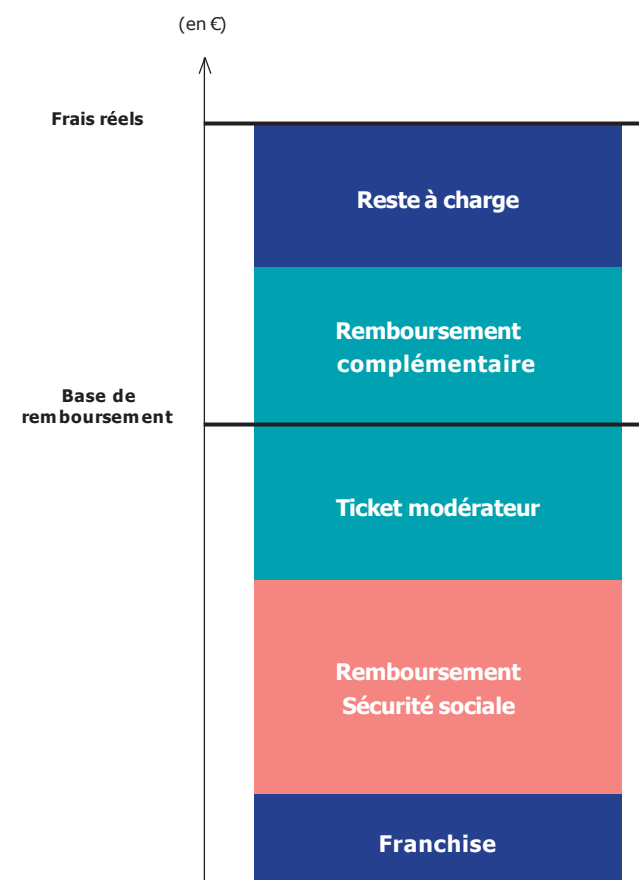 (en €)
Frais réels
Reste à charge
Remboursement
complémentaire
Base de
remboursement
Ticket modérateur
Remboursement
Sécurité sociale
Franchise